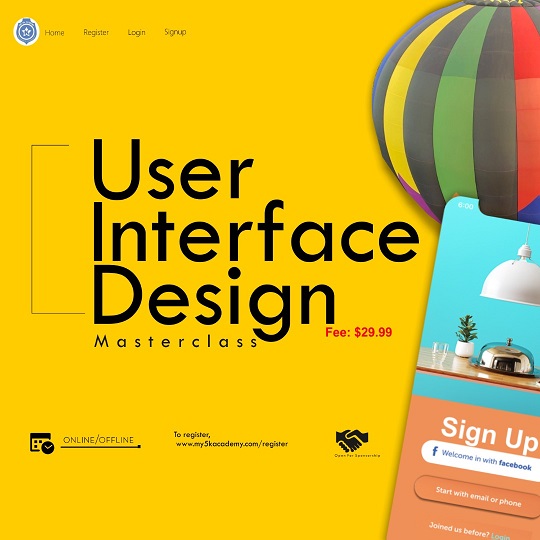 Home Register Login Signup
User
Interface
Design
Masterclass
Fee: $29.99
ONLINE/OFFLINE
To register,
www.my5kacademy.com/register
Open For Sponsorship
6:00
Sign Up
f Welcome in with facebook
Start with email or phone
Joined us before? Login